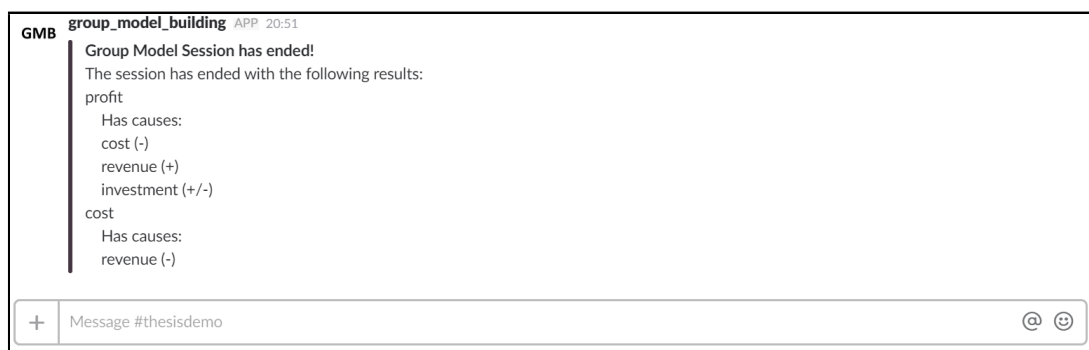 GMB
group_model_building APP 20:51
Group Model Session has ended!
The session has ended with the following results:
profit
Has causes:
cost (-)
revenue (+)
investment (+/-)
cost
Has causes:
revenue (-)
+ Message #thesisdemo @